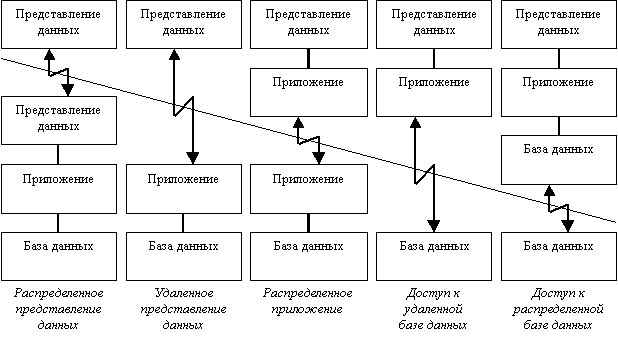 Представление
данных
Представление
данных
Представление
данных
Представление
данных
Представление
данных
Приложение
Приложение
Приложение
Представление
данных
База данных
Приложение
Приложение
Приложение
База данных
База данных
База данных
База данных
База данных
Распределенное
представление
данных
Удаленное
представление
данных
Распределенное
приложение
Доступ к
удаленной
базе данных
Доступ к
распределенной
базе данных